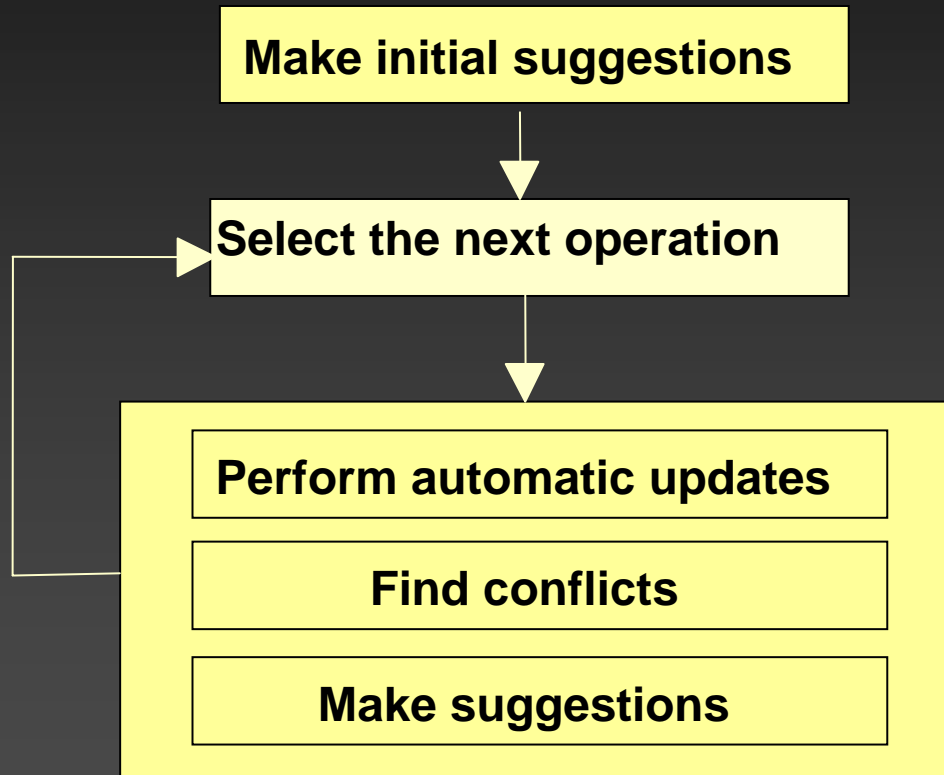 Make initial suggestions
Select the next operation
Perform automatic updates
Find conflicts
Make suggestions